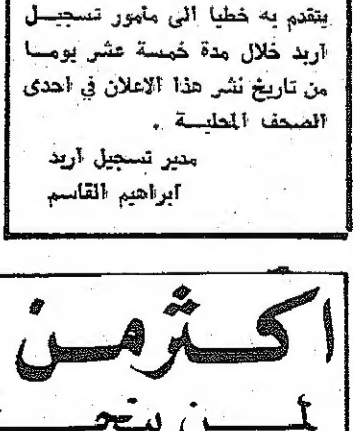 يتقدم به خطيا الى مأمور تسجيل
اربد خلال مدة خمسة عشر يوما
من تاريخ نشر هذا الاعلان في احدى
الصحف المحلية .
مدير تسجيل اربد
ابراهيم القاسم
اكثر من
لمن